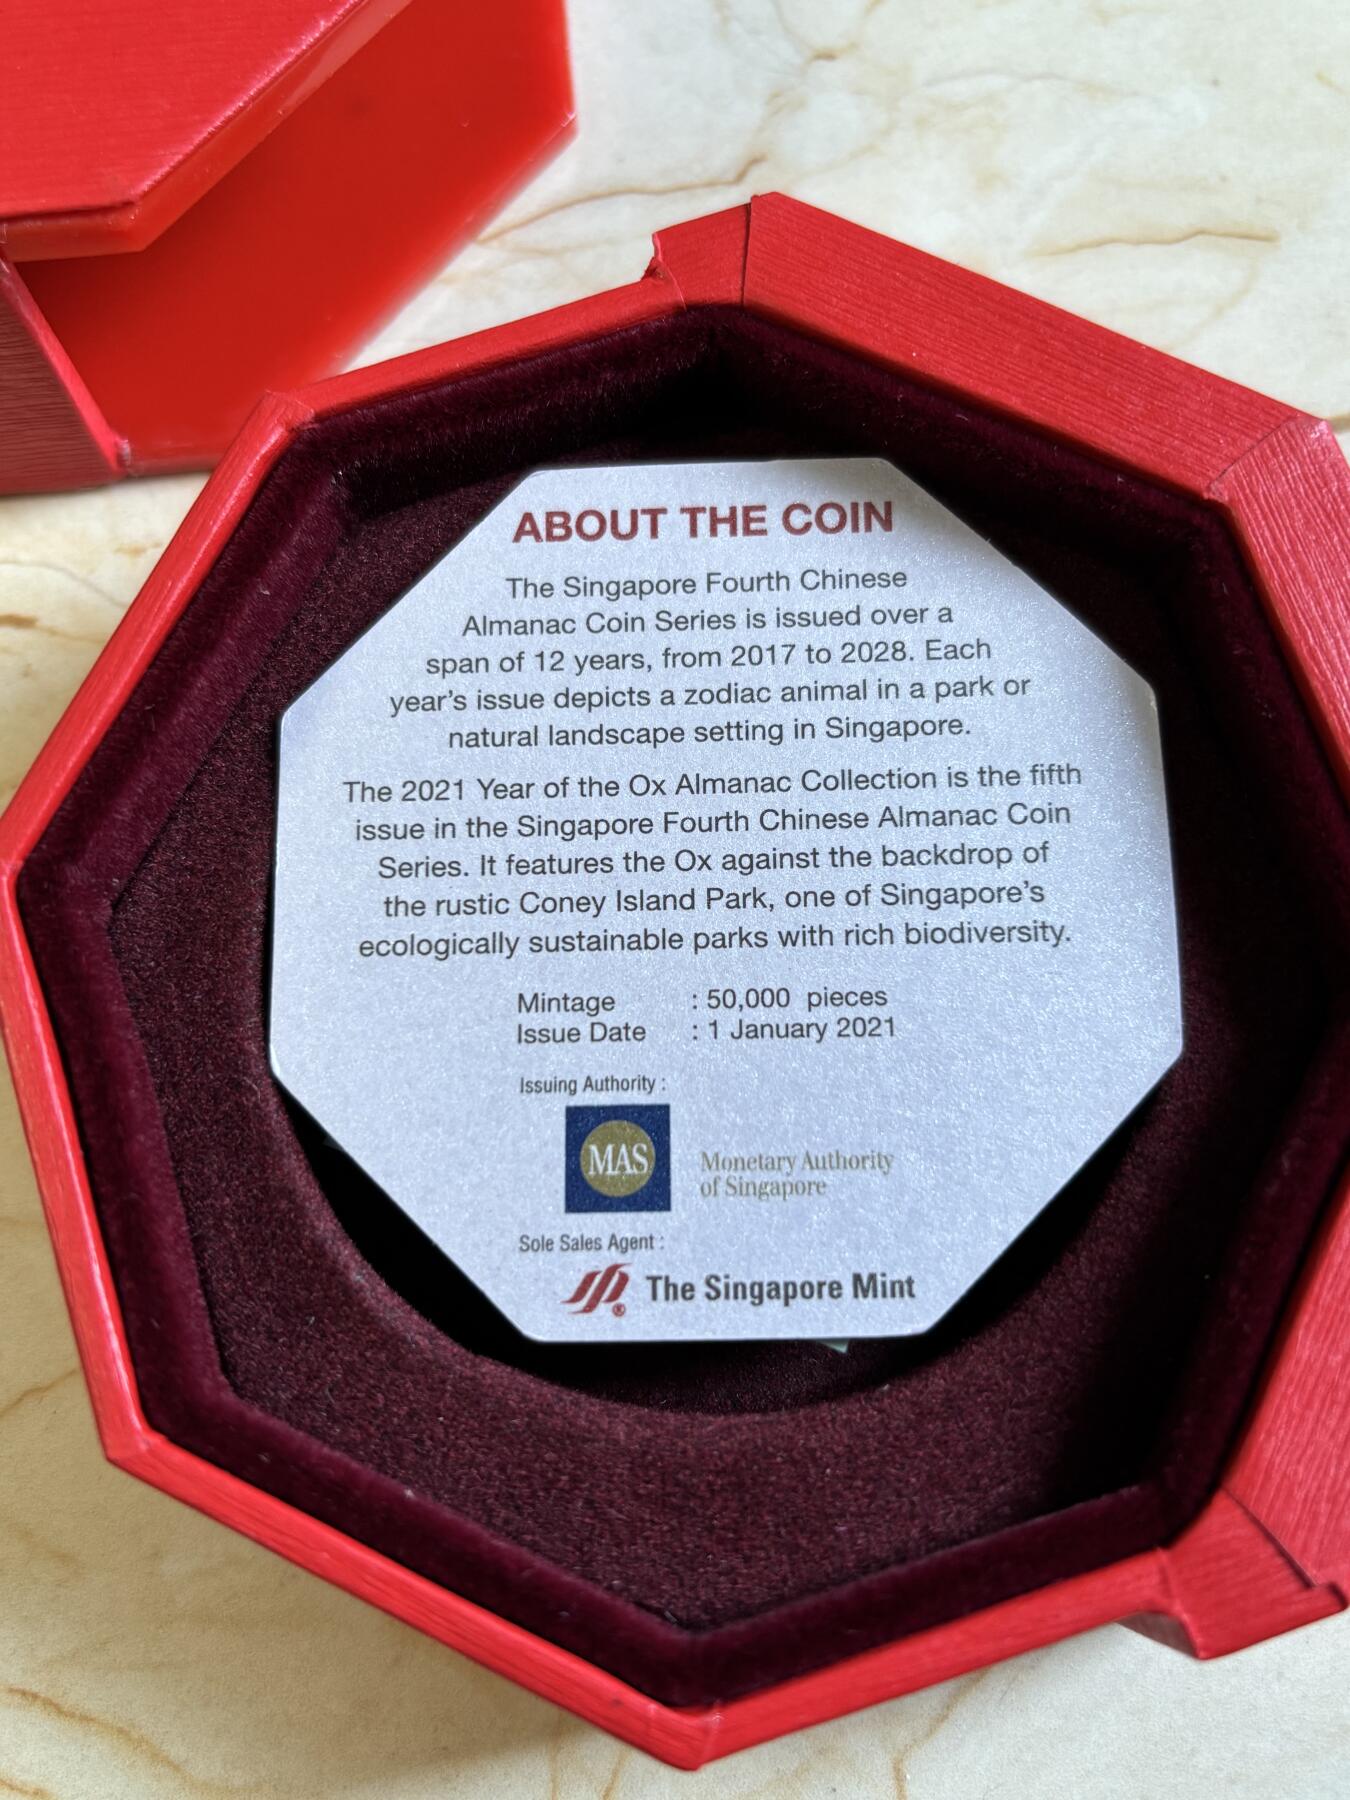 ABOUT THE COIN
The Singapore Fourth Chinese
Almanac Coin Series is issued over a
span of 12 years, from 2017 to 2028. Each
year's issue depicts a zodiac animal in a park or
natural landscape setting in Singapore.
The 2021 Year of the Ox Almanac Collection is the fifth
issue in the Singapore Fourth Chinese Almanac Coin
Series. It features the Ox against the backdrop of
the rustic Coney Island Park, one of Singapore's
ecologically sustainable parks with rich biodiversity.
Mintage : 50,000 pieces
Issue Date : 1 January 2021
Issuing Authority :
MAS
Monetary Authority
of Singapore
Sole Sales Agent :
® The Singapore Mint